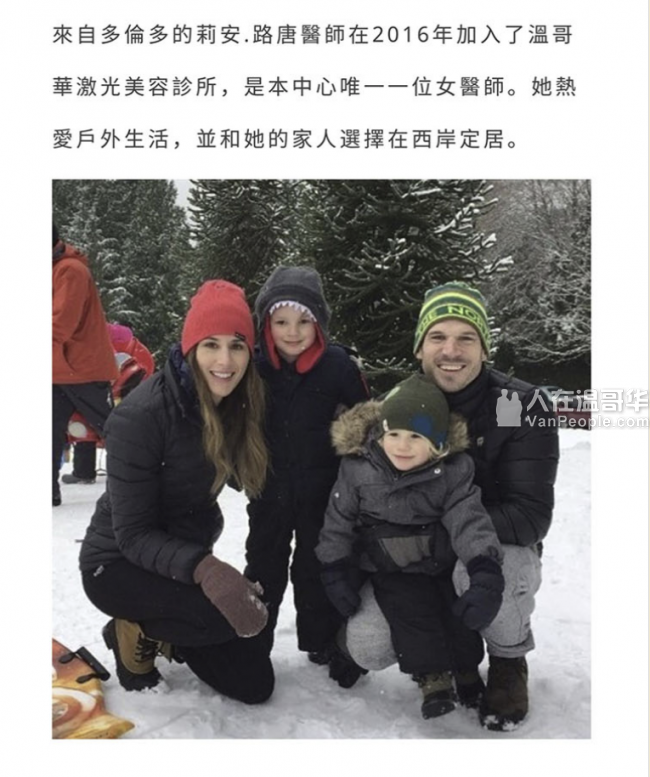 來自多倫多的莉安.路唐醫師在2016年加入了溫哥
華激光美容診所，是本中心唯一一位女醫師。她熱
愛戶外生活，並和她的家人選擇在西岸定居。
人在温哥华
VanPeople.com